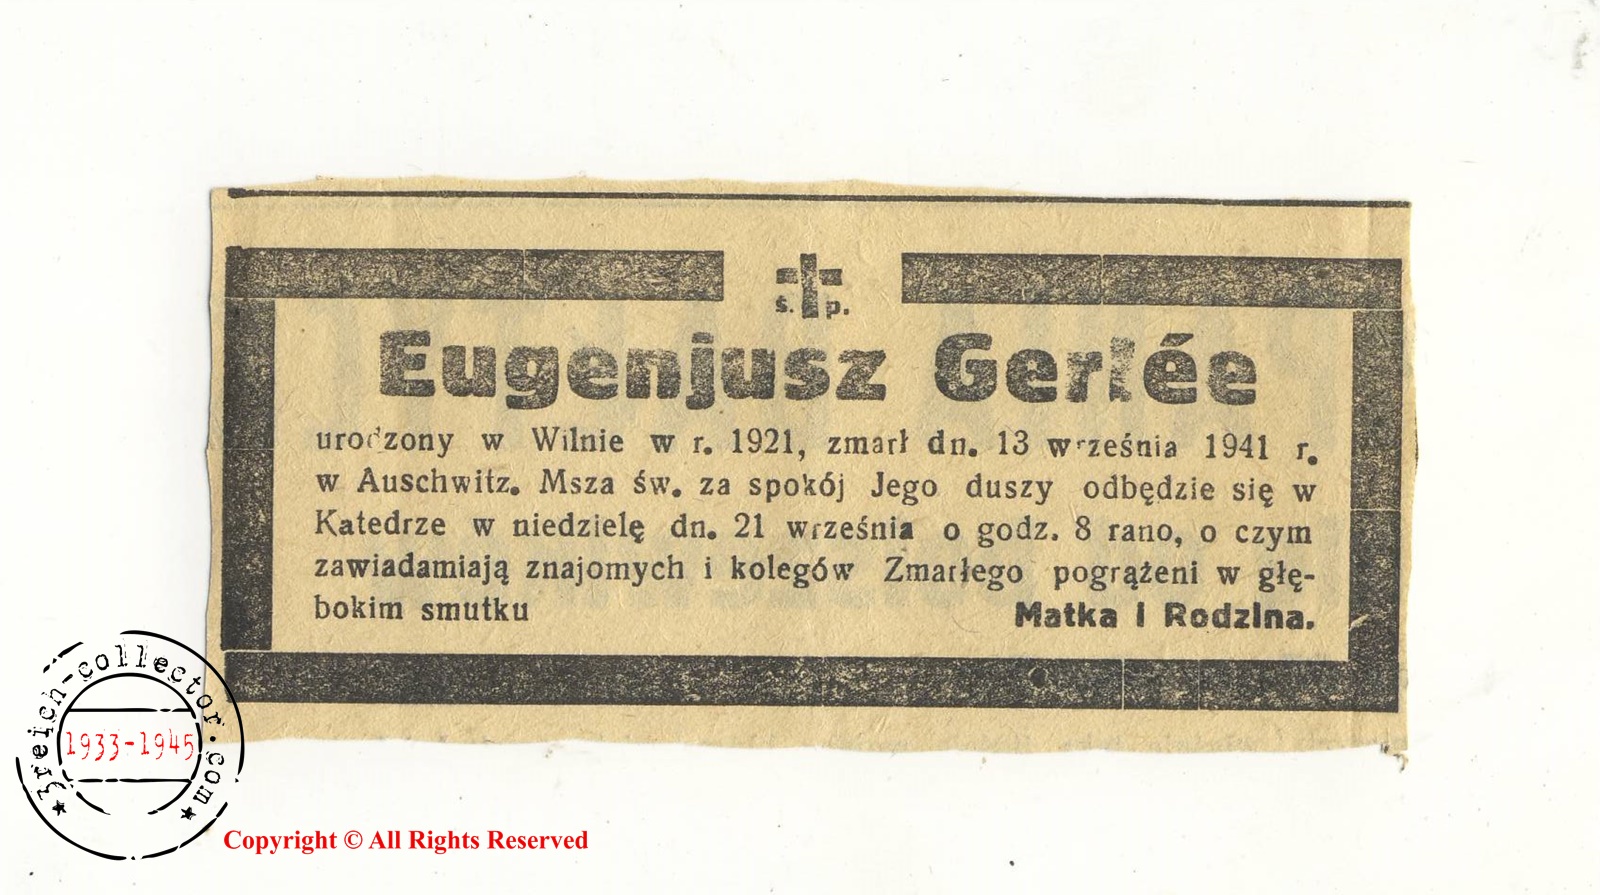 ś. p.
Eugenjusz Gerlée
urodzony w Wilnie w r. 1921, zmarł dn. 13 września 1941 r.
w Auschwitz. Msza św. za spokój Jego duszy odbędzie się w
Katedrze w niedzielę dn. 21 września o godz. 8 rano, o czym
zawiadamiają znajomych i kolegów Zmarłego pogrążeni w głę-
bokim smutku Matka i Rodzina.
3reich-collector.com
1933-1945
Copyright © All Rights Reserved